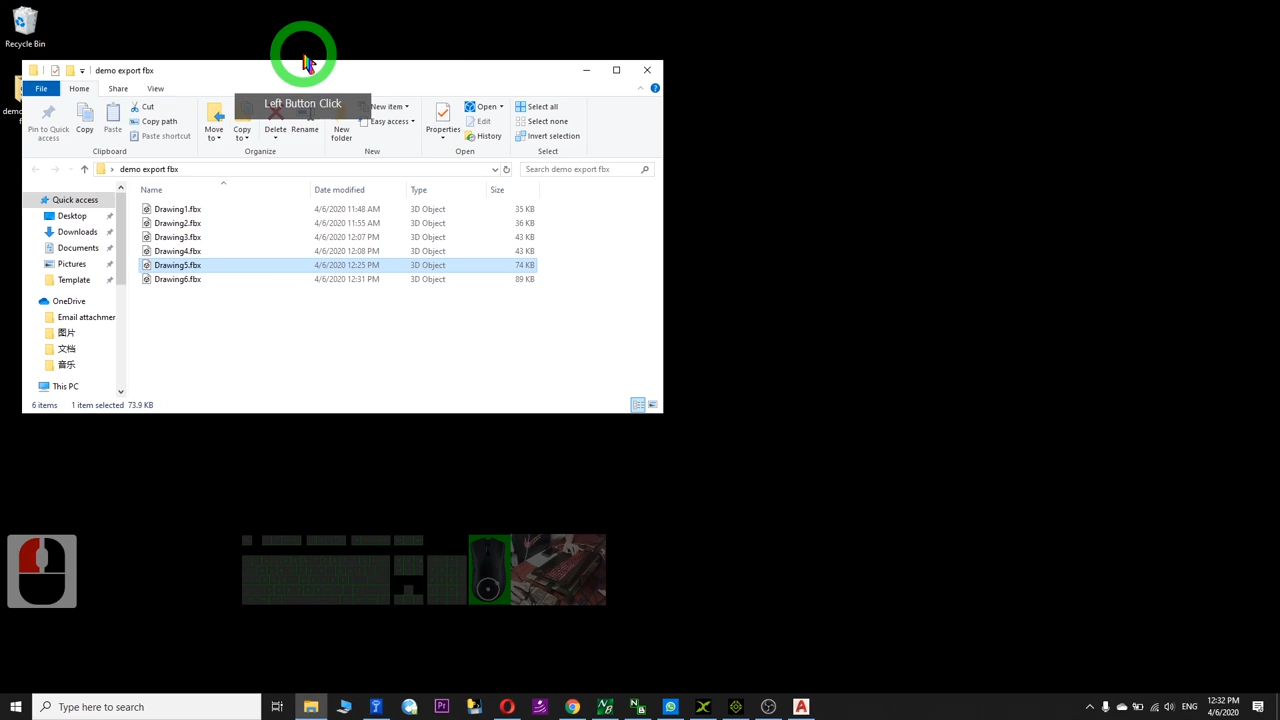 Recycle Bin
demo export fbx
File Home Share View
Left Button Click
Pin to Quick access
Copy
Paste
Cut
Copy path
Paste shortcut
Move to
Copy to
Delete
Rename
New folder
New item
Easy access
Properties
Open
Edit
History
Select all
Select none
Invert selection
Clipboard Organize New Open Select
demo export fbx
Search demo export fbx
Name Date modified Type Size
Drawing1.fbx 4/6/2020 11:48 AM 3D Object 35 KB
Drawing2.fbx 4/6/2020 11:55 AM 3D Object 36 KB
Drawing3.fbx 4/6/2020 12:07 PM 3D Object 43 KB
Drawing4.fbx 4/6/2020 12:08 PM 3D Object 43 KB
Drawing5.fbx 4/6/2020 12:25 PM 3D Object 74 KB
Drawing6.fbx 4/6/2020 12:31 PM 3D Object 89 KB
Quick access
Desktop
Downloads
Documents
Pictures
Template
OneDrive
Email attachmen
图片
文档
音乐
This PC
6 items 1 item selected 73.9 KB
Type here to search
Pr
N
B
N
B
A
ENG
12:32 PM
4/6/2020